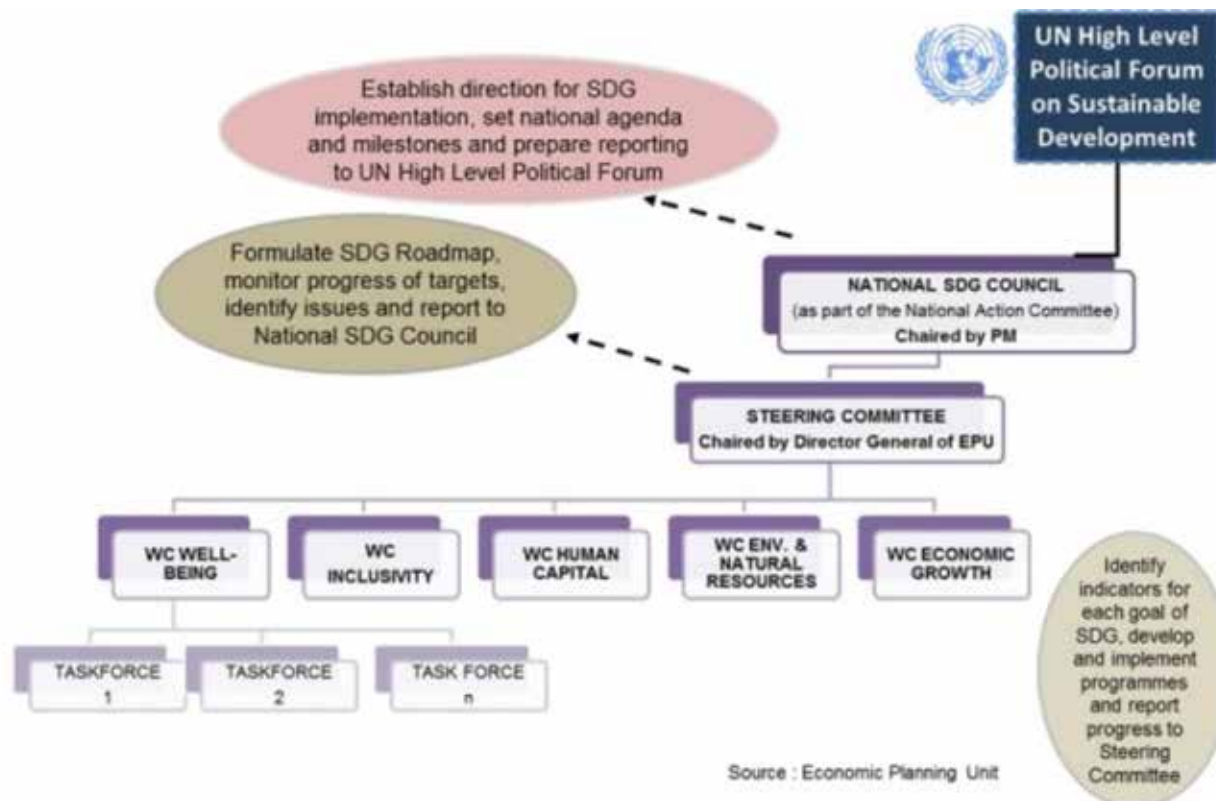 UN High Level
Political Forum
on Sustainable
Development
Establish direction for SDG
implementation, set national agenda
and milestones and prepare reporting
to UN High Level Political Forum
Formulate SDG Roadmap,
monitor progress of targets,
identify issues and report to
National SDG Council
NATIONAL SDG COUNCIL
(as part of the National Action Committee)
Chaired by PM
STEERING COMMITTEE
Chaired by Director General of EPU
WC WELL-
BEING
WC
INCLUSIVITY
WC HUMAN
CAPITAL
WC ENV. &
NATURAL
RESOURCES
WC ECONOMIC
GROWTH
TASKFORCE
1
TASKFORCE
2
TASK FORCE
n
Identify
indicators for
each goal of
SDG, develop
and implement
programmes
and report
progress to
Steering
Committee
Source : Economic Planning Unit